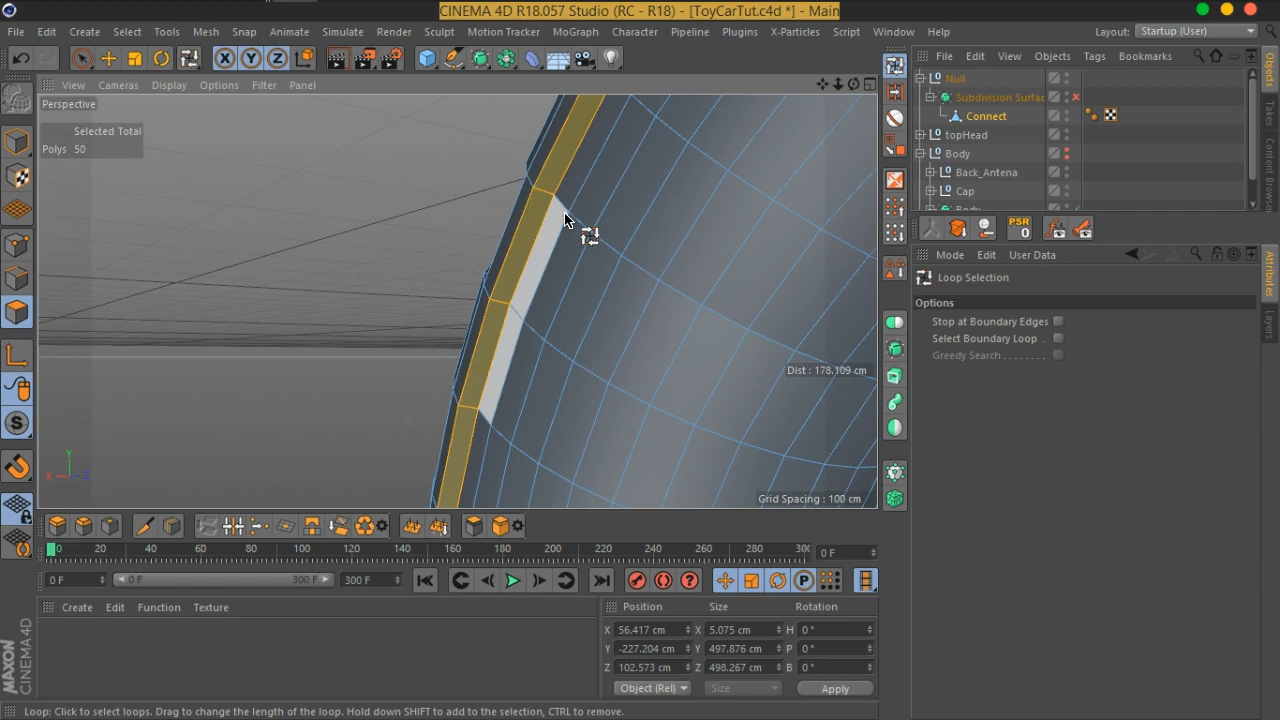 CINEMA 4D R18.057 Studio (RC - R18) - [ToyCarTut.c4d *] - Main
File Edit Create Select Tools Mesh Snap Animate Simulate Render Sculpt Motion Tracker MoGraph Character Pipeline Plugins X-Particles Script Window Help Layout: Startup (User)
X Y Z
File Edit View Objects Tags Bookmarks
View Cameras Display Options Filter Panel
Perspective
Selected Total
Polys 50
Null
Subdivision Surfac
Connect
topHead
Body
Back_Antena
Cap
PSR
0
Mode Edit User Data
Loop Selection
Options
Stop at Boundary Edges
Select Boundary Loop .
Greedy Search . . . . . . . .
Objects
Takes
Content Browser
Attributes
Layers
Dist : 178.109 cm
Grid Spacing : 100 cm
0 20 40 60 80 100 120 140 160 180 200 220 240 260 280 30 0 F
0 F 0 F 300 F 300 F
P
Create Edit Function Texture
Position Size Rotation
X 56.417 cm X 5.075 cm H 0 °
Y -227.204 cm Y 497.876 cm P 0 °
Z 102.573 cm Z 498.267 cm B 0 °
Object (Rel) Size Apply
MAXON
CINEMA 4D
Loop: Click to select loops. Drag to change the length of the loop. Hold down SHIFT to add to the selection, CTRL to remove.